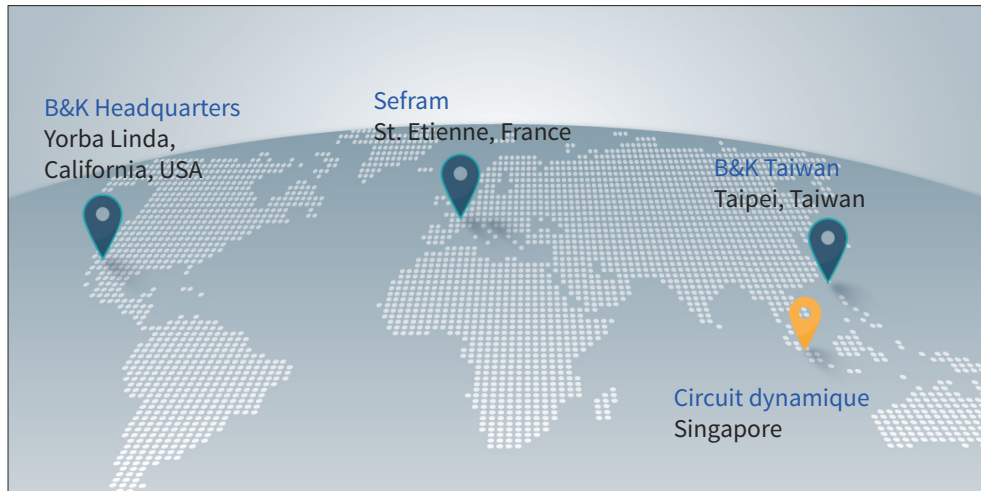 B&K Headquarters
Yorba Linda,
California, USA
Sefram
St. Etienne, France
B&K Taiwan
Taipei, Taiwan
Circuit dynamique
Singapore